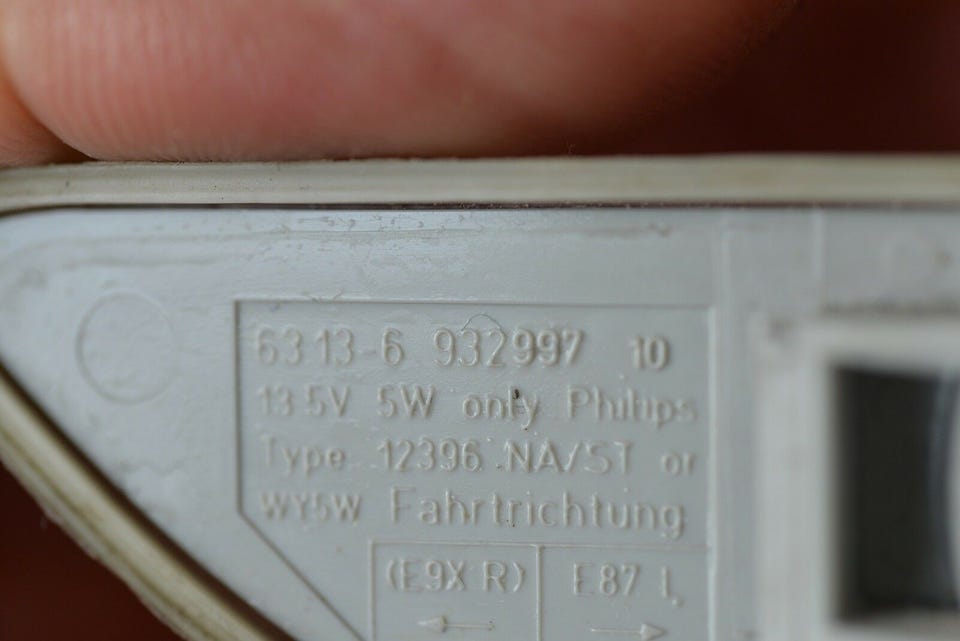 63 13-6 932997 10
13.5V 5W only Philips
Type 12396 NA/ST or
WY5W Fahrtrichtung
(E9X R) E87 L
← →